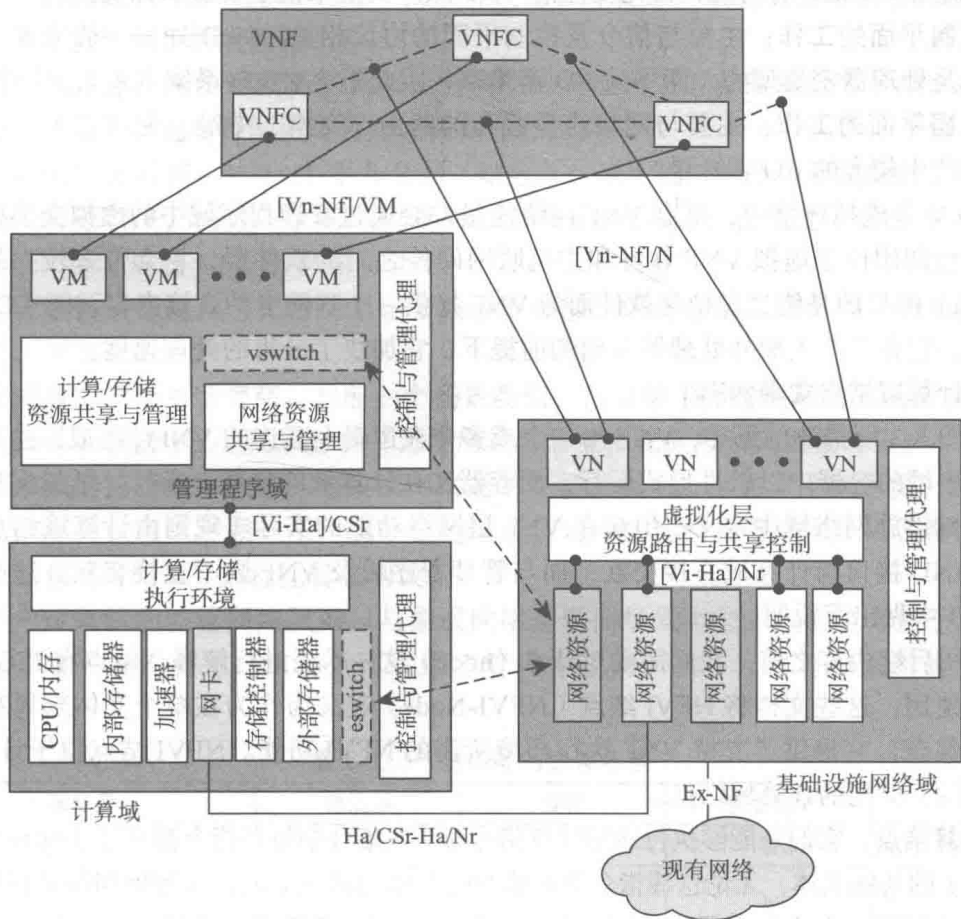 VNF
VNFC
VNFC
VNFC
[Vn-Nf]/VM
[Vn-Nf]/N
VM
VM
VM
控制与管理代理
vswitch
计算/存储
资源共享与管理
网络资源
共享与管理
管理程序域
[Vi-Ha]/CSr
计算/存储
执行环境
CPU/内存
内部存储器
加速器
网卡
存储控制器
外部存储器
eswitch
控制与管理代理
计算域
Ha/CSr-Ha/Nr
VN
VN
VN
虚拟化层
资源路由与共享控制
[Vi-Ha]/Nr
网络资源
网络资源
网络资源
网络资源
网络资源
控制与管理代理
基础设施网络域
Ex-NF
现有网络